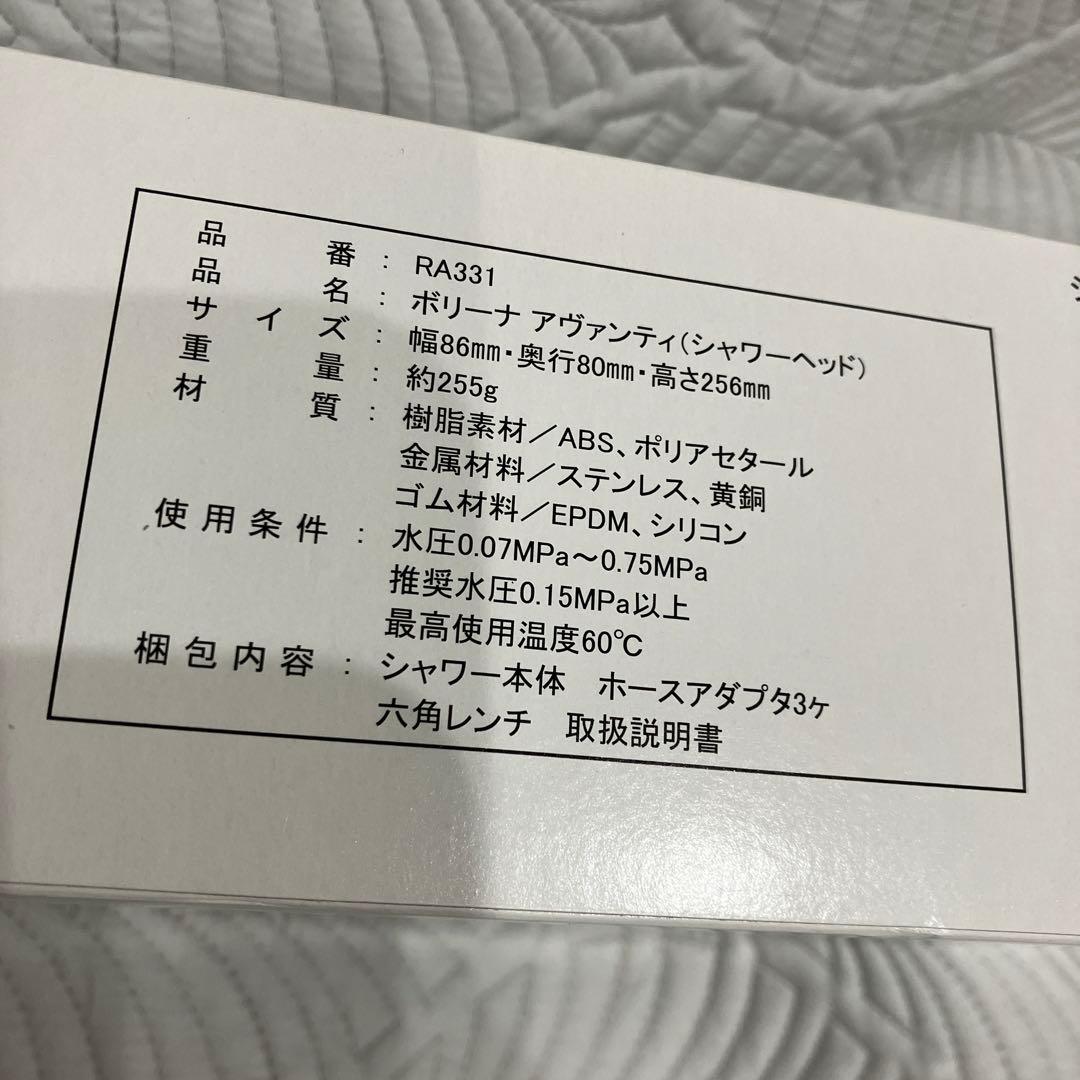 品番：RA331
品名：ボリーナ アヴァンティ（シャワーヘッド）
サイズ：幅86㎜・奥行80㎜・高さ256㎜
重量：約255g
材質：樹脂素材／ABS、ポリアセタール
金属材料／ステンレス、黄銅
ゴム材料／EPDM、シリコン
使用条件：水圧0.07MPa～0.75MPa
推奨水圧0.15MPa以上
最高使用温度60℃
梱包内容：シャワー本体　ホースアダプタ3ヶ
六角レンチ　取扱説明書